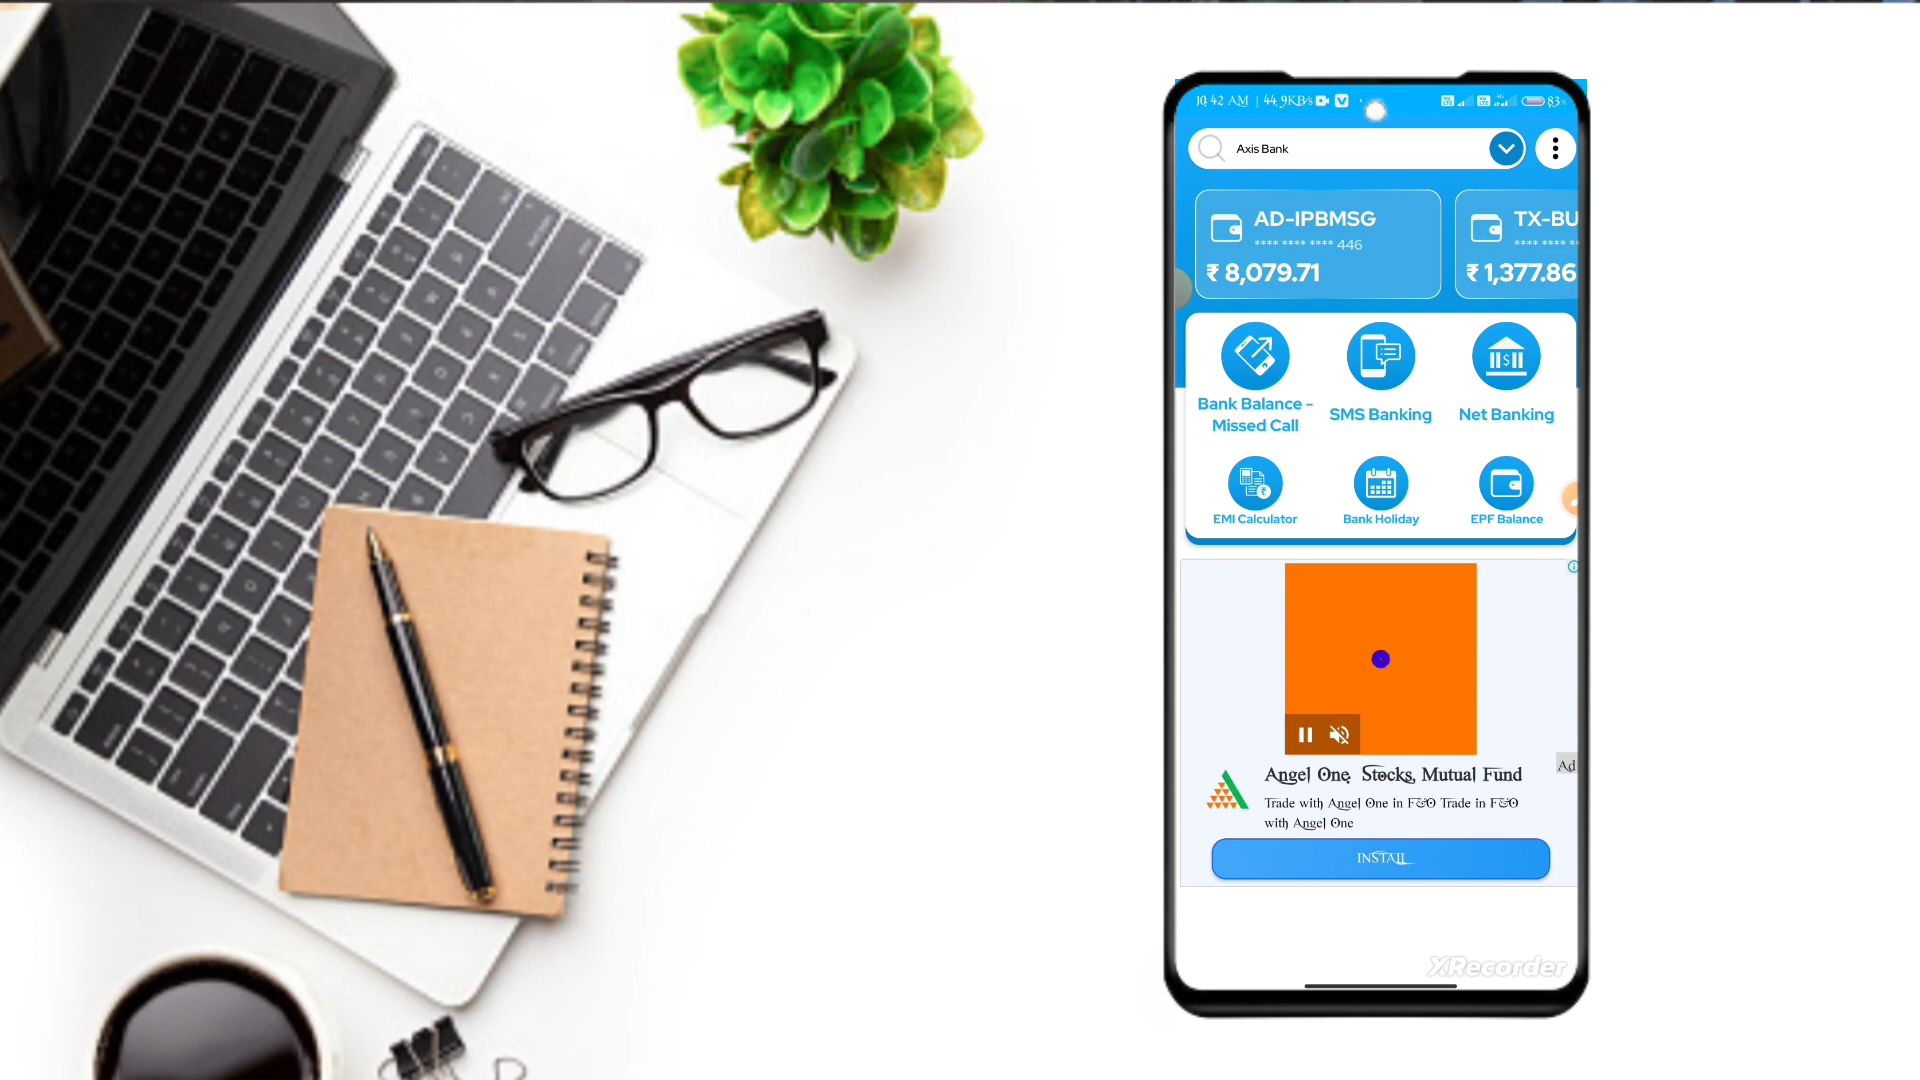 10:42 AM | 44.9KB/s
83%
Axis Bank
AD-IPBMSG
**** **** **** 446
₹ 8,079.71
TX-BU
**** **** **
₹ 1,377.86
Bank Balance -
Missed Call
SMS Banking
Net Banking
EMI Calculator
Bank Holiday
EPF Balance
Ad
Angel One: Stocks, Mutual Fund
Trade with Angel One in F&O Trade in F&O
with Angel One
INSTALL
XRecorder